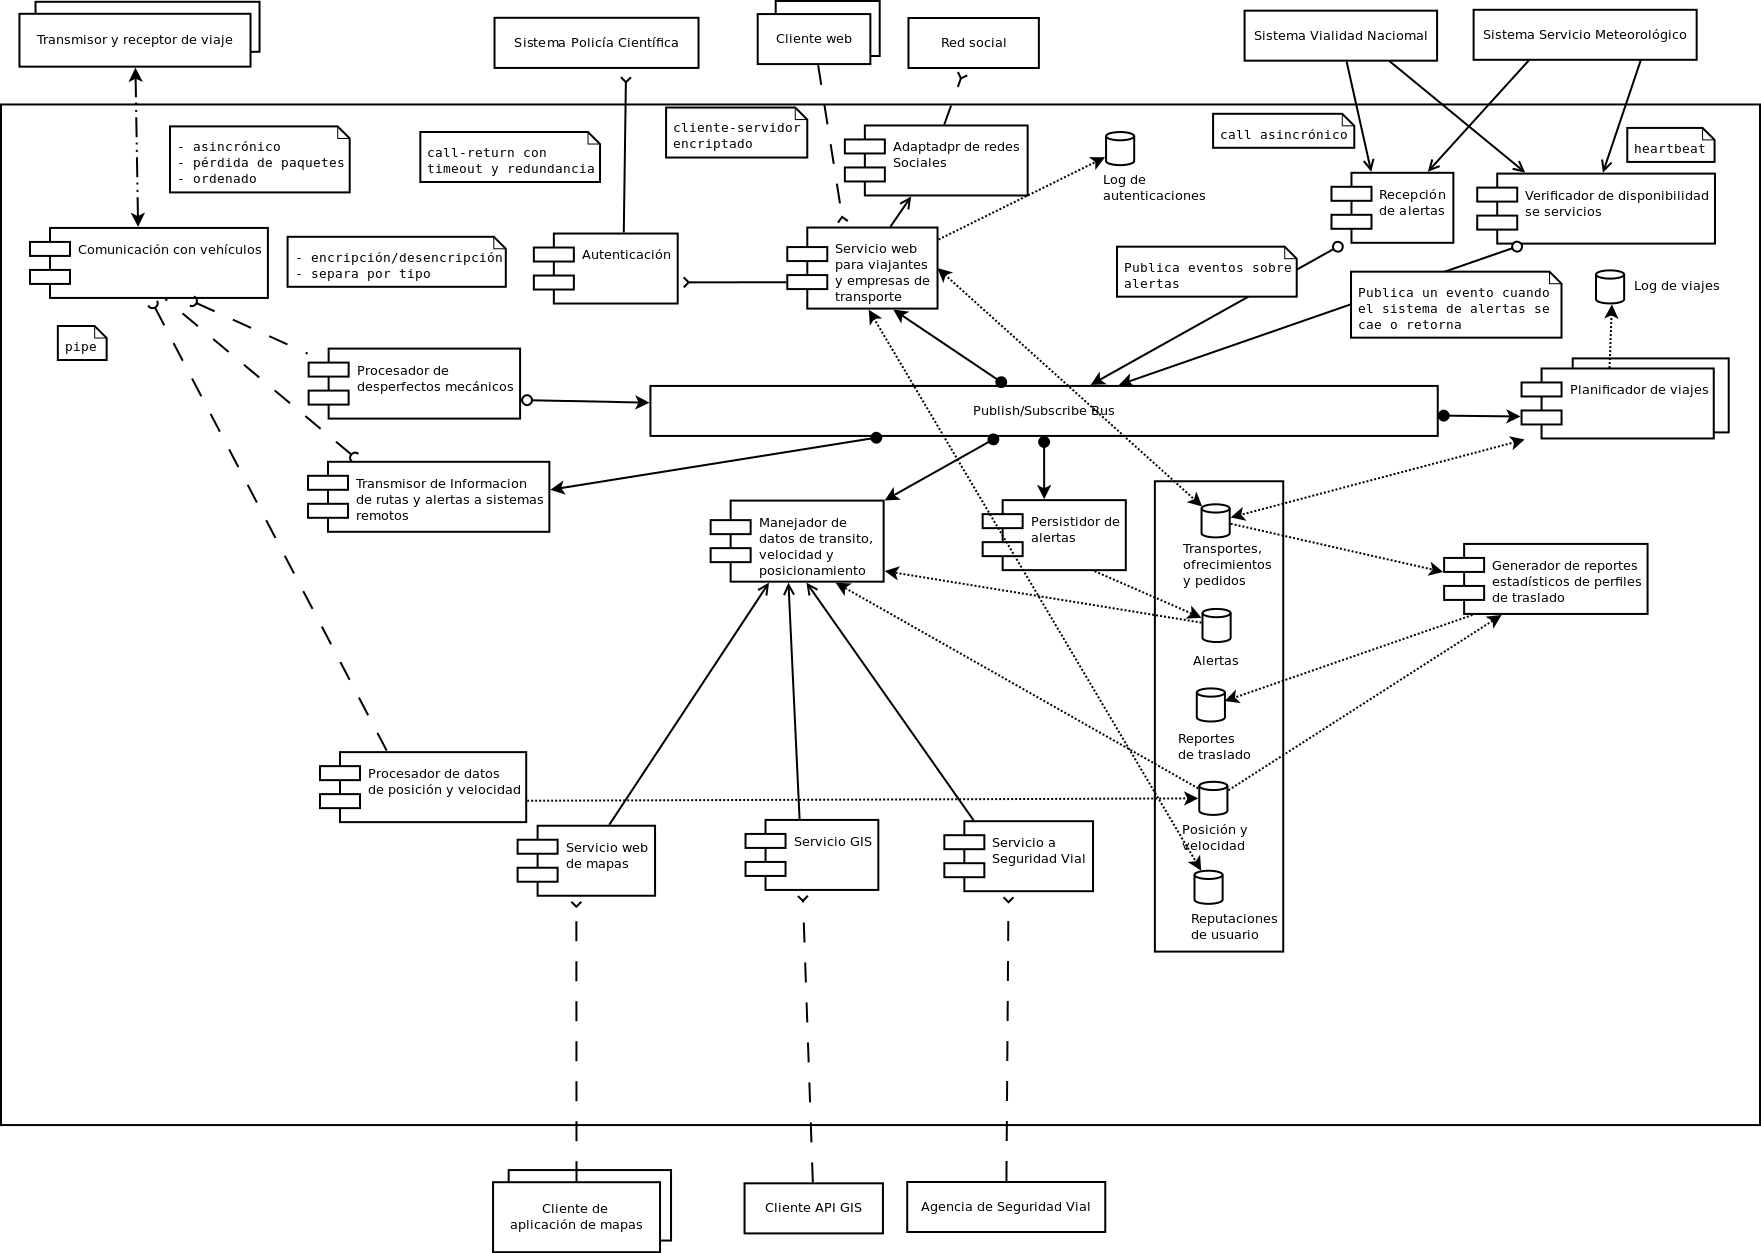 Transmisor y receptor de viaje
Sistema Policía Científica
Cliente web
Red social
Sistema Vialidad Naciomal
Sistema Servicio Meteorológico
- asincrónico
- pérdida de paquetes
- ordenado
call-return con
timeout y redundancia
cliente-servidor
encriptado
Adaptadpr de redes
Sociales
Log de
autenticaciones
call asincrónico
heartbeat
Recepción
de alertas
Verificador de disponibilidad
se servicios
Comunicación con vehículos
- encripción/desencripción
- separa por tipo
Autenticación
Servicio web
para viajantes
y empresas de
transporte
Publica eventos sobre
alertas
Publica un evento cuando
el sistema de alertas se
cae o retorna
Log de viajes
pipe
Procesador de
desperfectos mecánicos
Publish/Subscribe Bus
Planificador de viajes
Transmisor de Informacion
de rutas y alertas a sistemas
remotos
Manejador de
datos de transito,
velocidad y
posicionamiento
Persistidor de
alertas
Transportes,
ofrecimientos
y pedidos
Generador de reportes
estadísticos de perfiles
de traslado
Alertas
Reportes
de traslado
Procesador de datos
de posición y velocidad
Posición y
velocidad
Servicio web
de mapas
Servicio GIS
Servicio a
Seguridad Vial
Reputaciones
de usuario
Cliente de
aplicación de mapas
Cliente API GIS
Agencia de Seguridad Vial